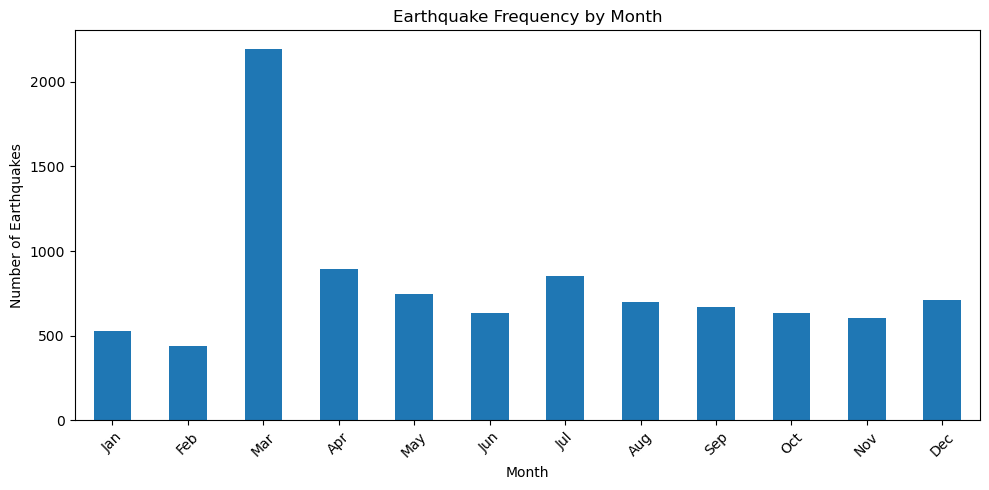 Earthquake Frequency by Month
Number of Earthquakes
2000
1500
1000
500
0
Jan
Feb
Mar
Apr
May
Jun
Jul
Aug
Sep
Oct
Nov
Dec
Month